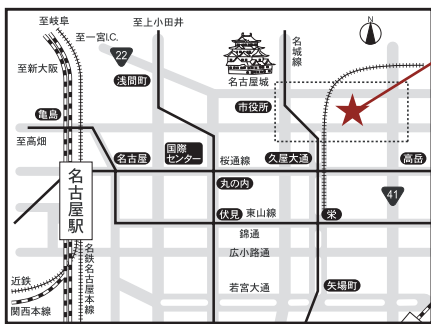 至岐阜
至一宮I.C.
至上小田井
名城線
N
22
至新大阪
浅間町
名古屋城
市役所
亀島
至高畑
名古屋
国際
センター
桜通線
久屋大通
高岳
丸の内
41
名古屋駅
伏見
東山線
栄
錦通
広小路通
名鉄名古屋本線
近鉄
若宮大通
矢場町
関西本線